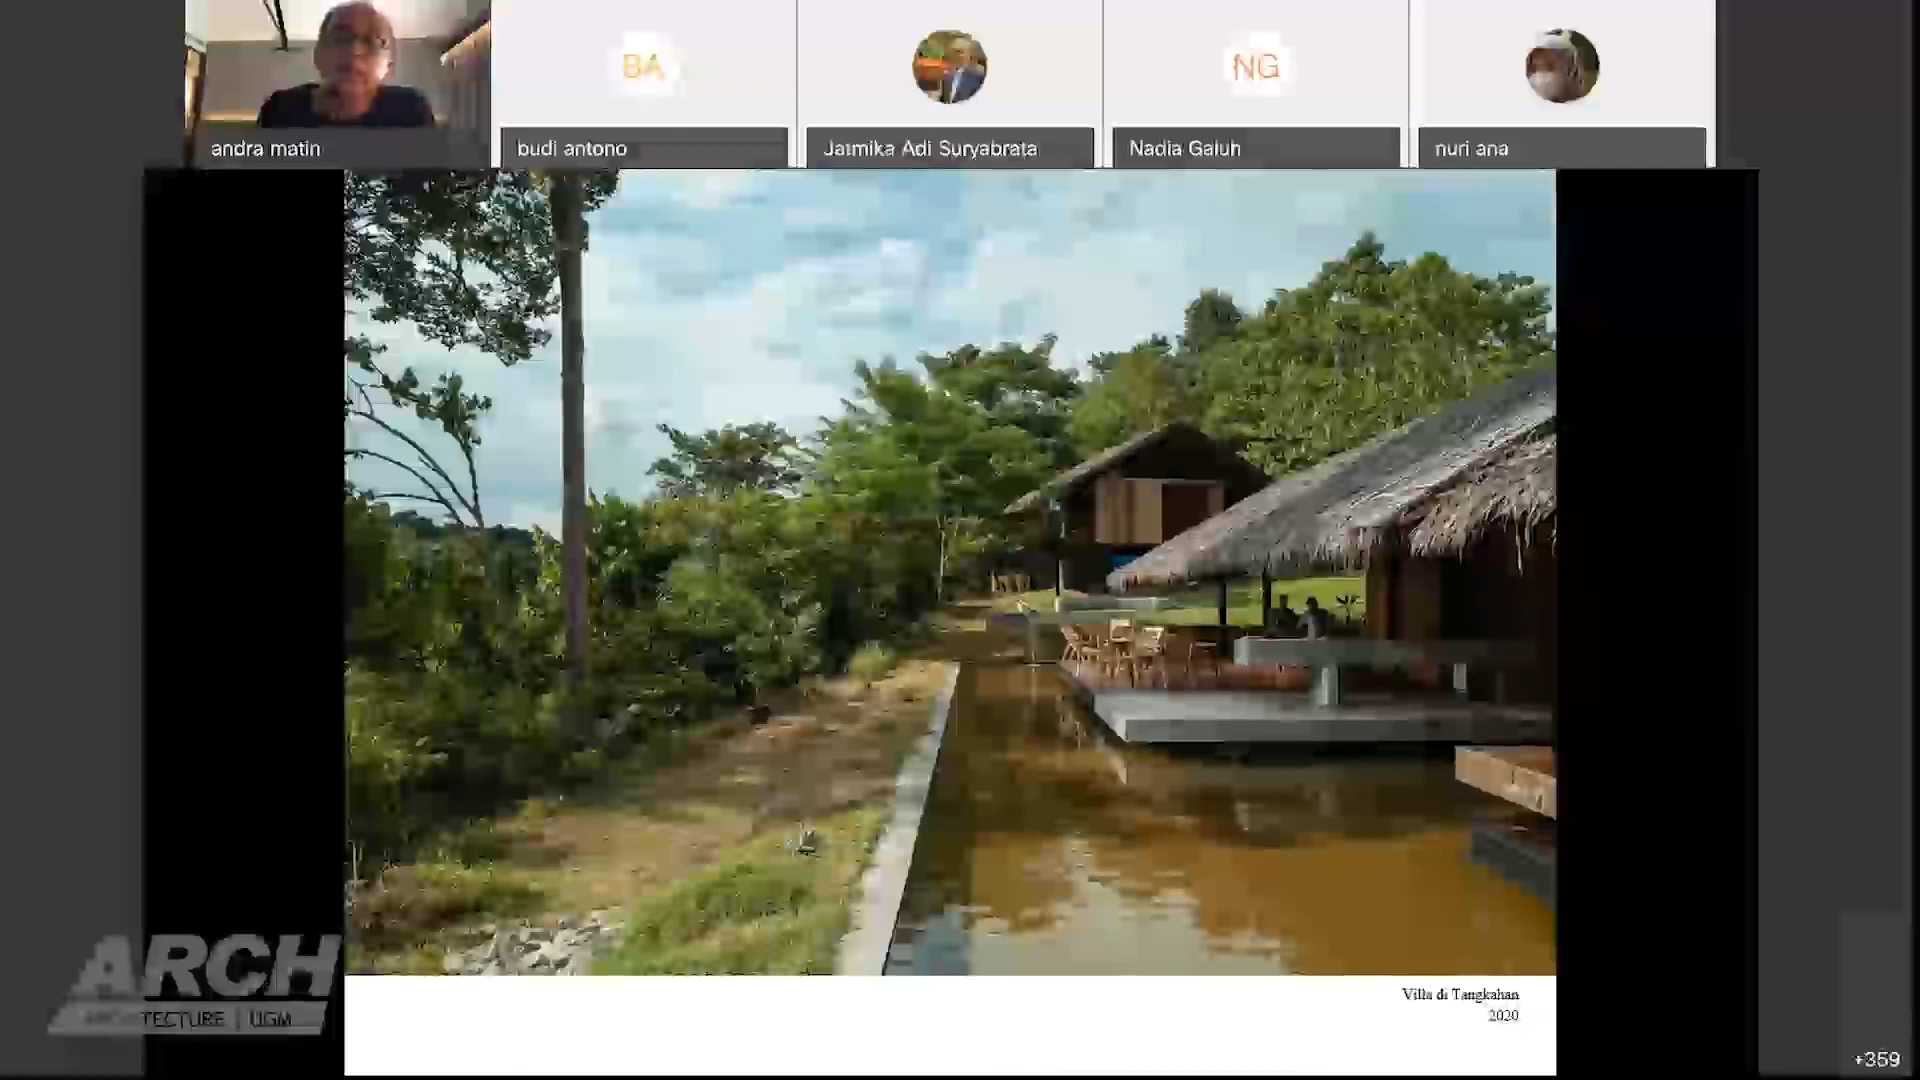 andra matin
BA
budi antono
Jatmika Adi Suryabrata
NG
Nadia Galuh
nuri ana
Villa di Tangkahan
2020
ARCH
ARCHITECTURE | UGM
+359